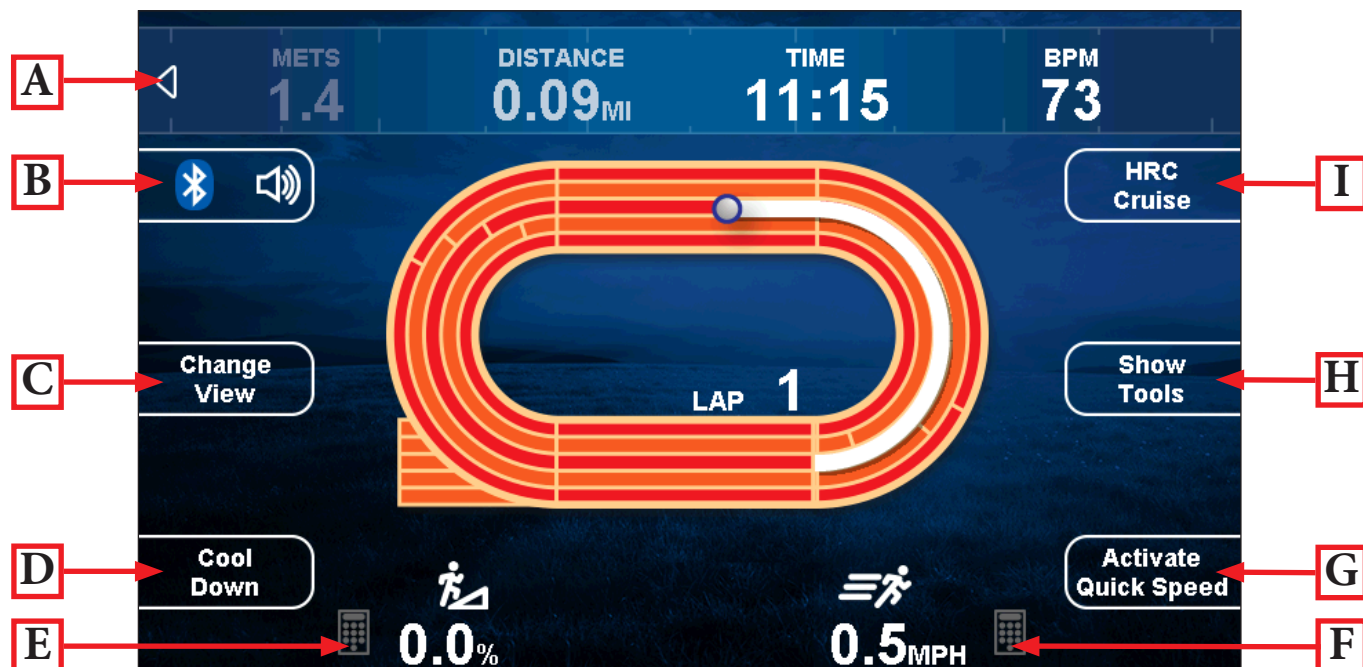 METS
DISTANCE
TIME
BPM
1.4
0.09MI
11:15
73
A
B
HRC
Cruise
I
LAP 1
C
Change
View
Show
Tools
H
D
Cool
Down
Activate
Quick Speed
G
E
0.0%
0.5MPH
F